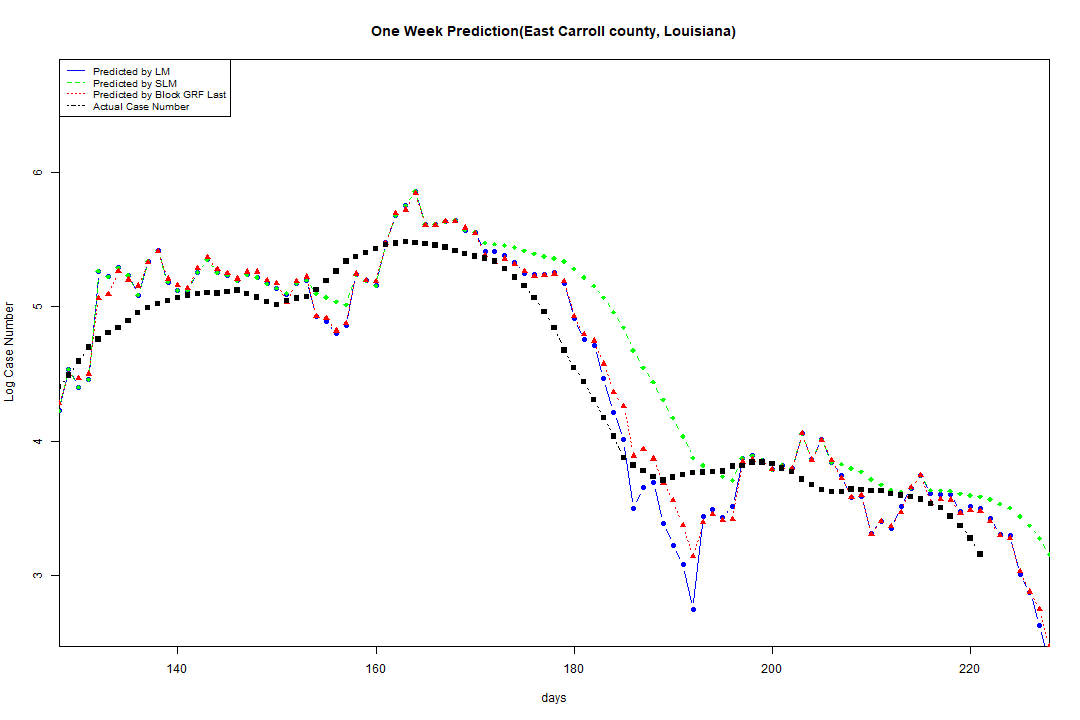 One Week Prediction(East Carroll county, Louisiana)
Predicted by LM
Predicted by SLM
Predicted by Block GRF Last
Actual Case Number
6
5
4
3
Log Case Number
140 160 180 200 220
days